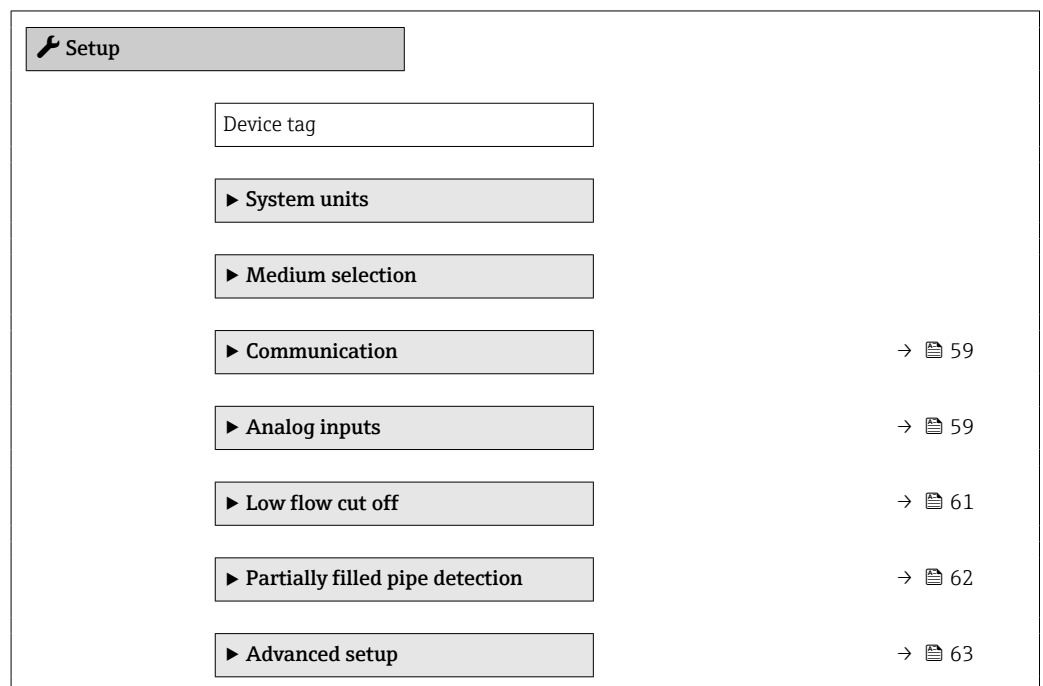 Setup
Device tag
▶ System units
▶ Medium selection
▶ Communication → 59
▶ Analog inputs → 59
▶ Low flow cut off → 61
▶ Partially filled pipe detection → 62
▶ Advanced setup → 63